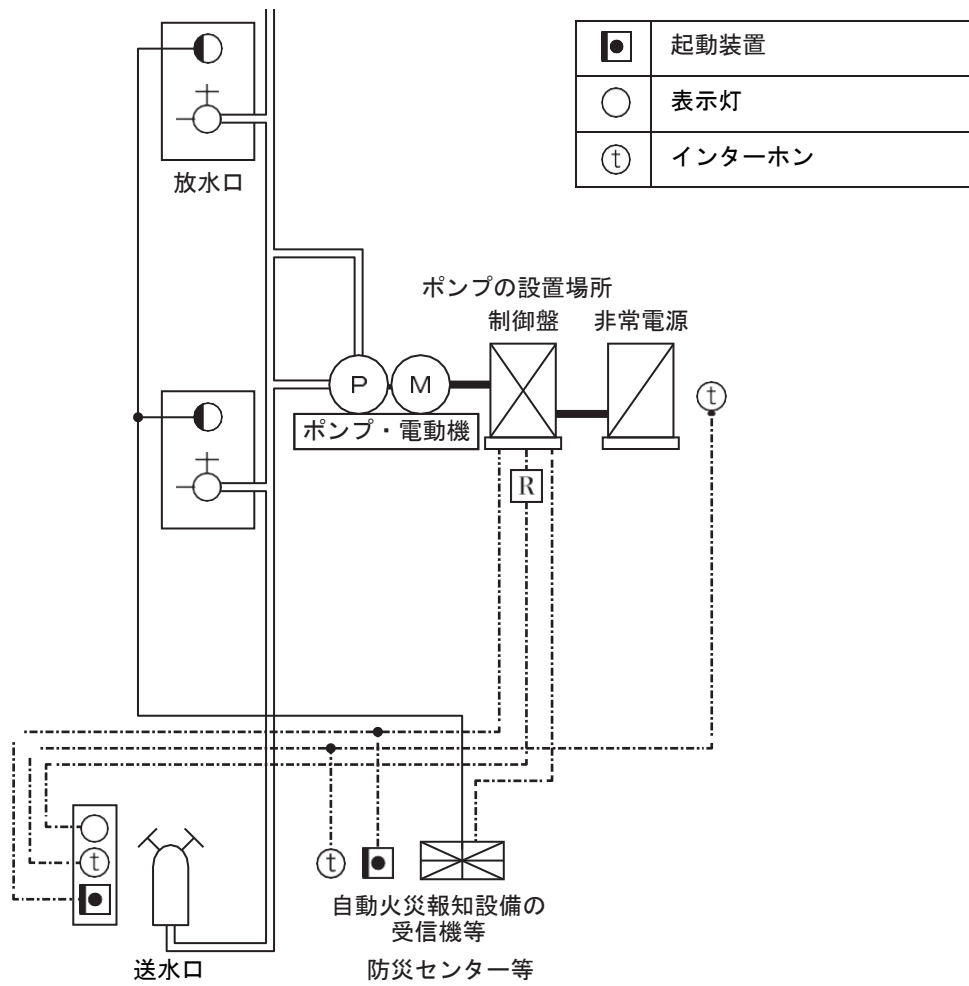 起動装置
表示灯
t インターホン
放水口
ポンプの設置場所
制御盤 非常電源
P M
t
ポンプ・電動機
R
t
t
自動火災報知設備の
受信機等
送水口
防災センター等